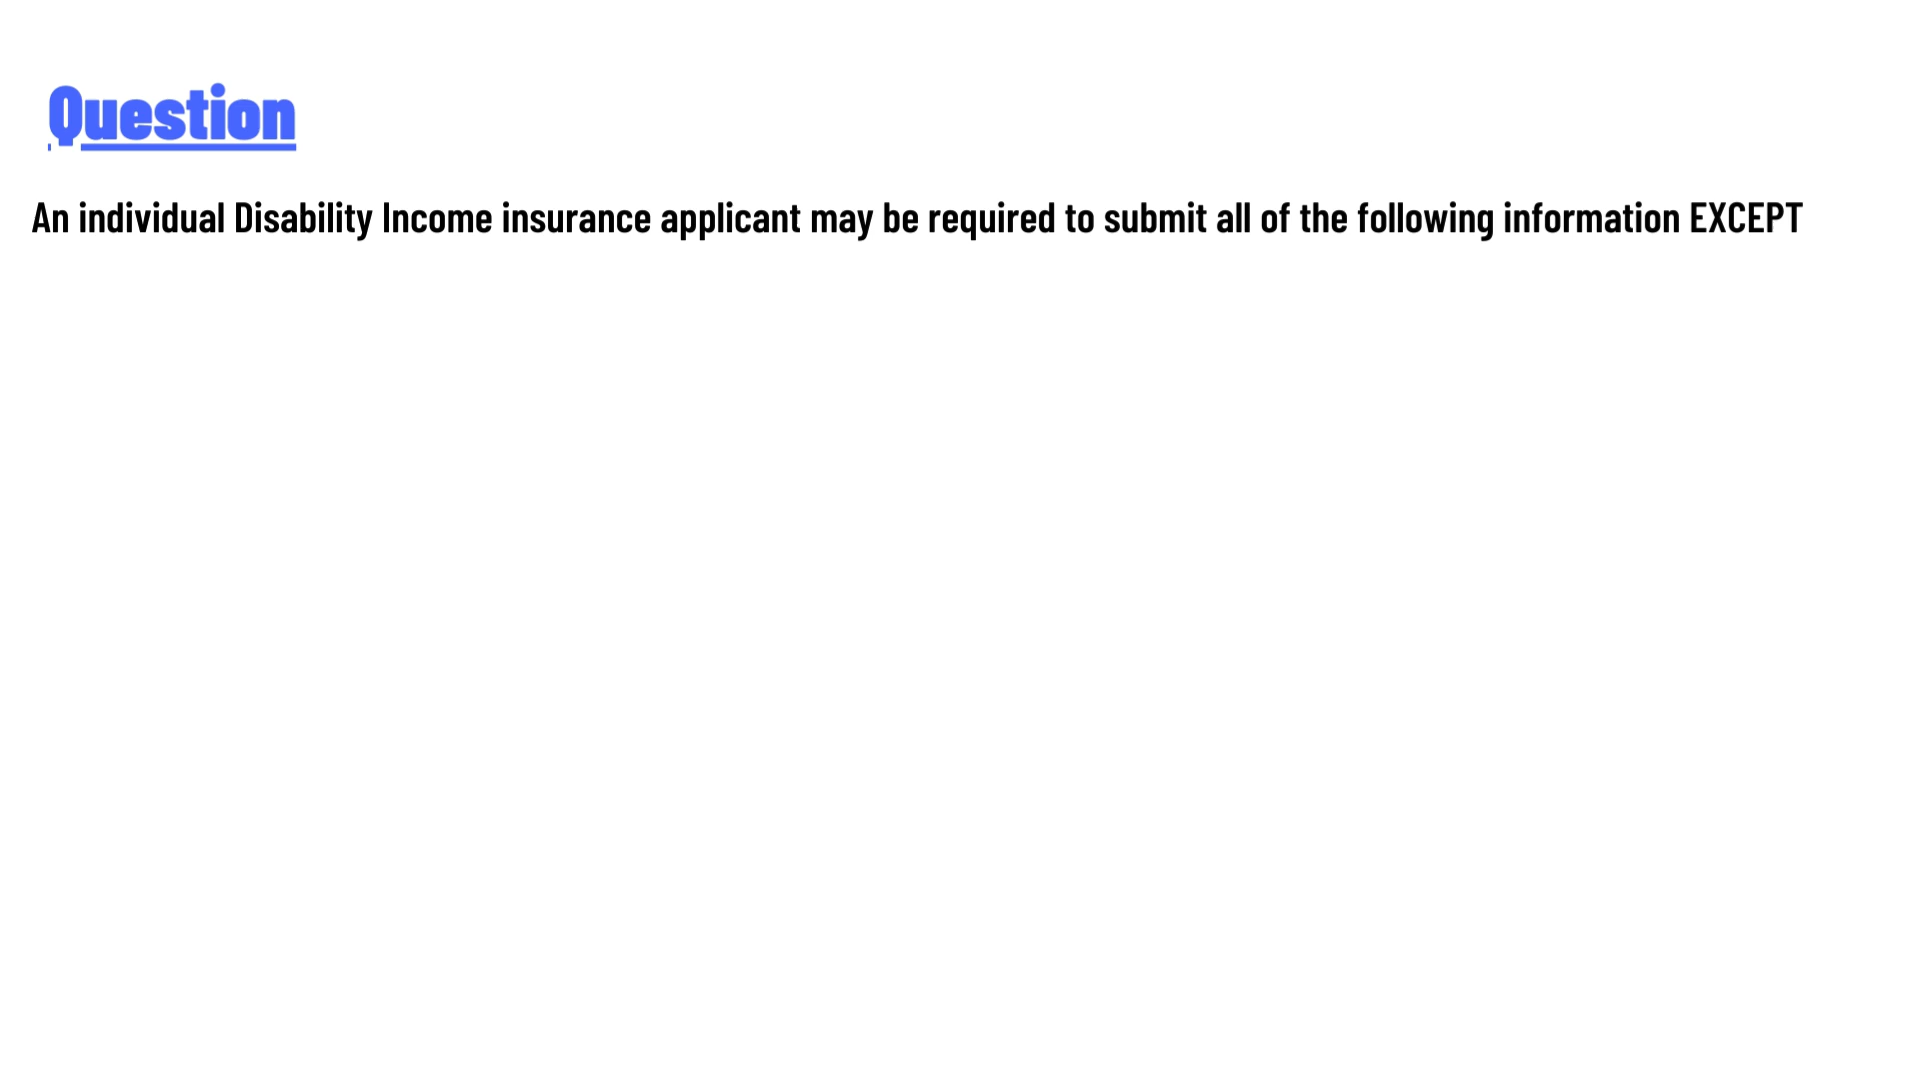 Question
An individual Disability Income insurance applicant may be required to submit all of the following information EXCEPT